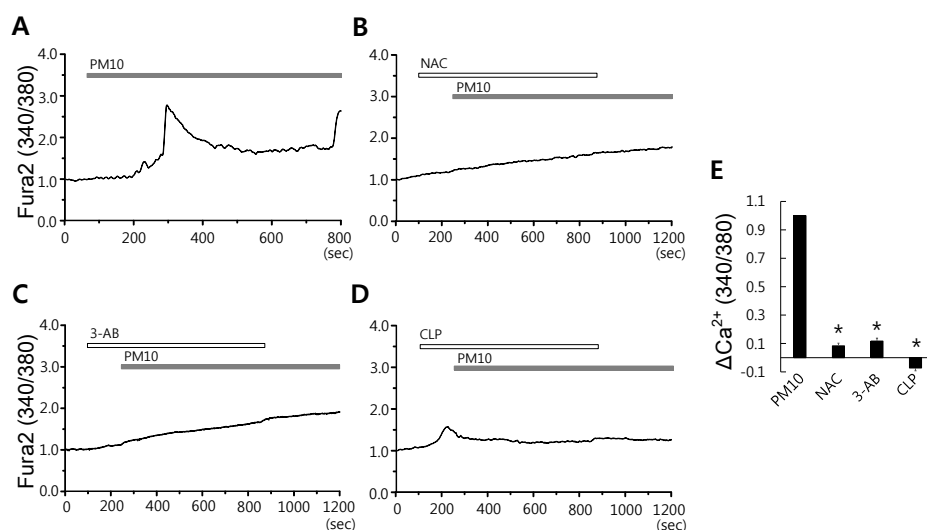 A
Fura2 (340/380)
4.0
3.0
2.0
1.0
0.0
PM10
0 200 400 600 800
(sec)
B
4.0
3.0
2.0
1.0
0.0
NAC
PM10
0 200 400 600 800 1000 1200
(sec)
C
Fura2 (340/380)
4.0
3.0
2.0
1.0
0.0
3-AB
PM10
0 200 400 600 800 1000 1200
(sec)
D
4.0
3.0
2.0
1.0
0.0
CLP
PM10
0 200 400 600 800 1000 1200
(sec)
E
ΔCa²⁺ (340/380)
1.1
0.9
0.7
0.5
0.3
0.1
-0.1
* * *
PM10 NAC 3-AB CLP